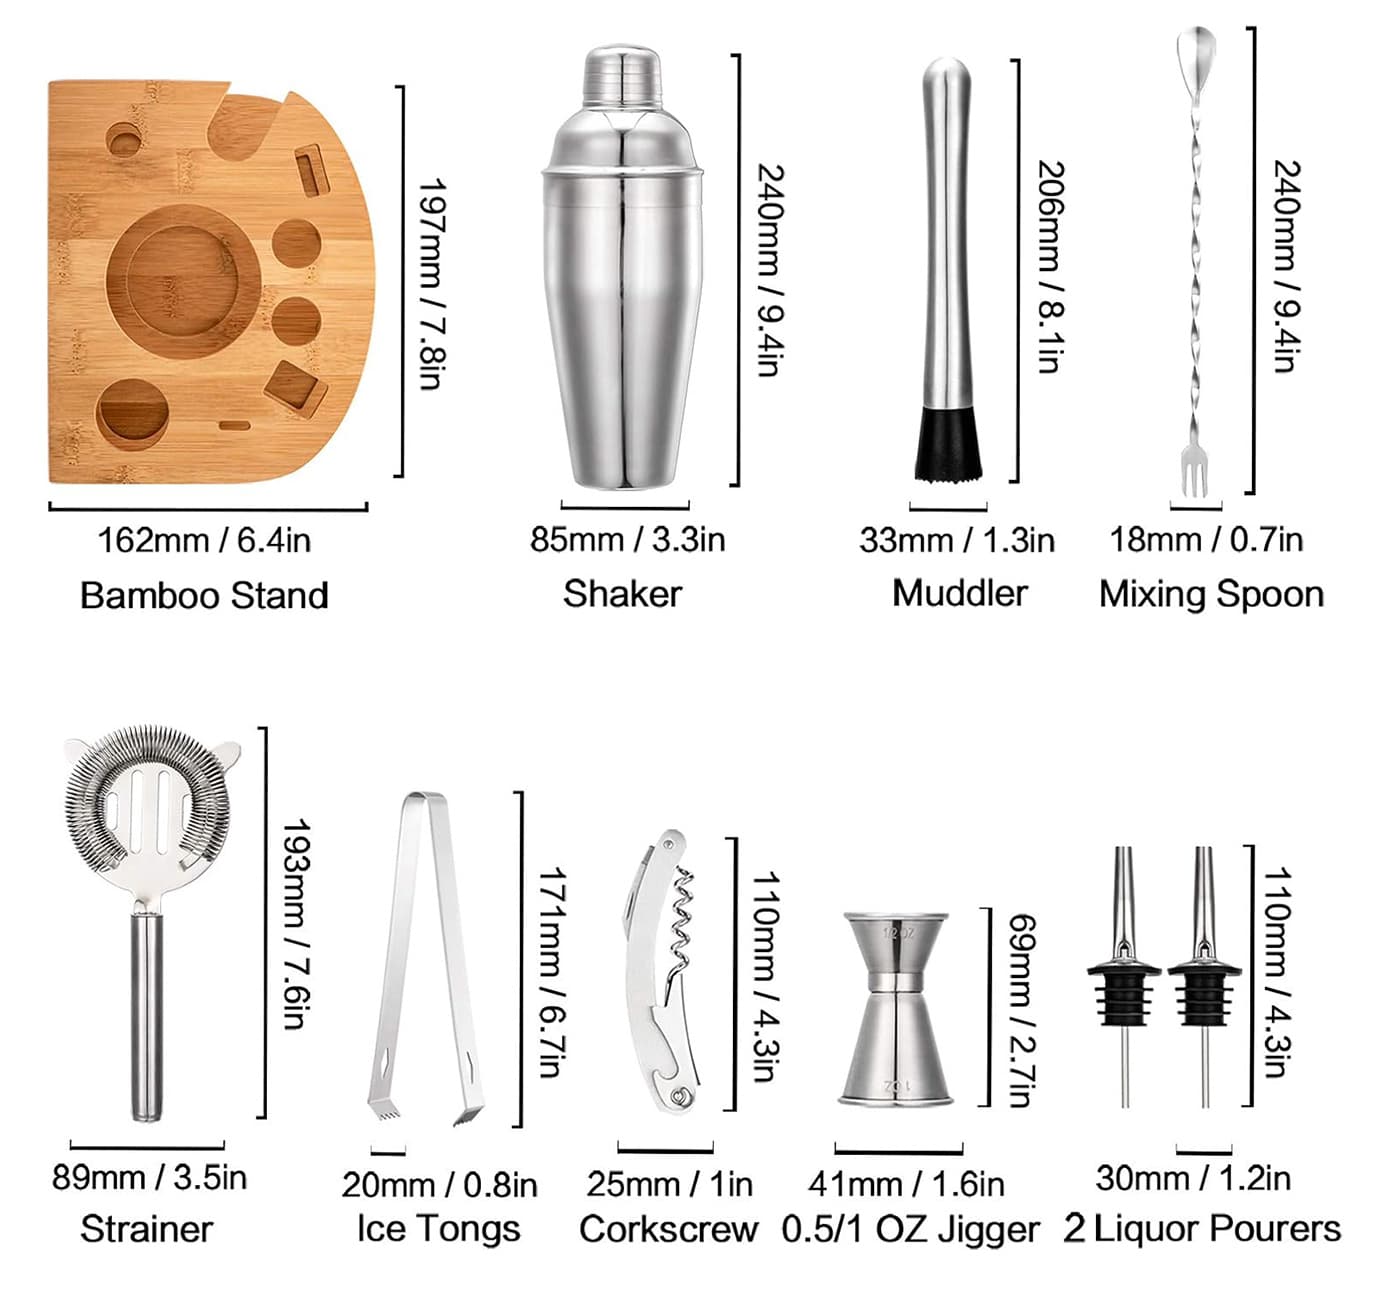 197mm / 7.8in
240mm / 9.4in
206mm / 8.1in
240mm / 9.4in
162mm / 6.4in
85mm / 3.3in
33mm / 1.3in
18mm / 0.7in
Bamboo Stand
Shaker
Muddler
Mixing Spoon
193mm / 7.6in
171mm / 6.7in
110mm / 4.3in
1/2OZ
1OZ
69mm / 2.7in
110mm / 4.3in
89mm / 3.5in
20mm / 0.8in
25mm / 1in
41mm / 1.6in
30mm / 1.2in
Strainer
Ice Tongs
Corkscrew
0.5/1 OZ Jigger
2 Liquor Pourers